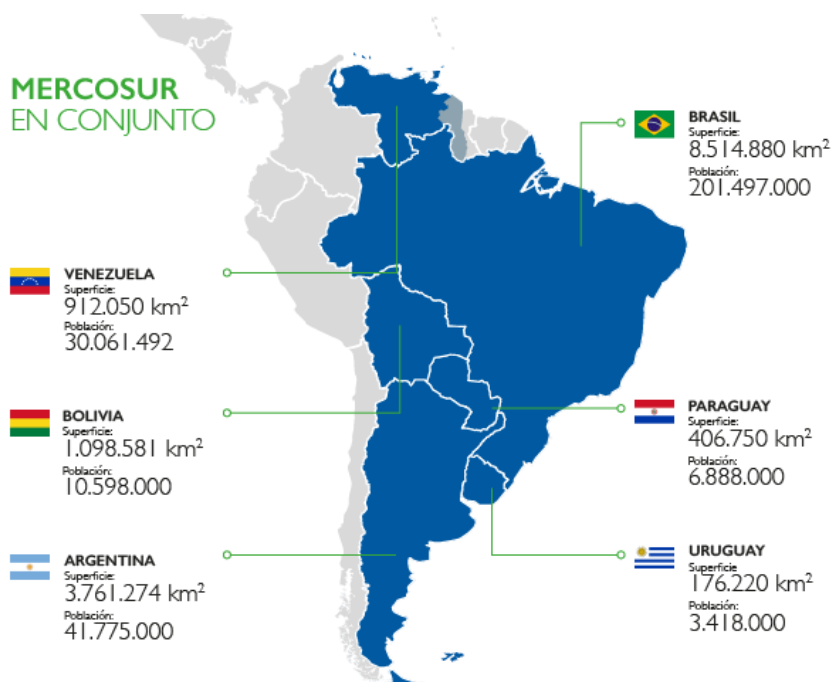 MERCOSUR
EN CONJUNTO
BRASIL
Superficie:
8.514.880 km²
Población:
201.497.000
VENEZUELA
Superficie:
912.050 km²
Población:
30.061.492
BOLIVIA
Superficie:
1.098.581 km²
Población:
10.598.000
PARAGUAY
Superficie:
406.750 km²
Población:
6.888.000
ARGENTINA
Superficie:
3.761.274 km²
Población:
41.775.000
URUGUAY
Superficie
176.220 km²
Población:
3.418.000